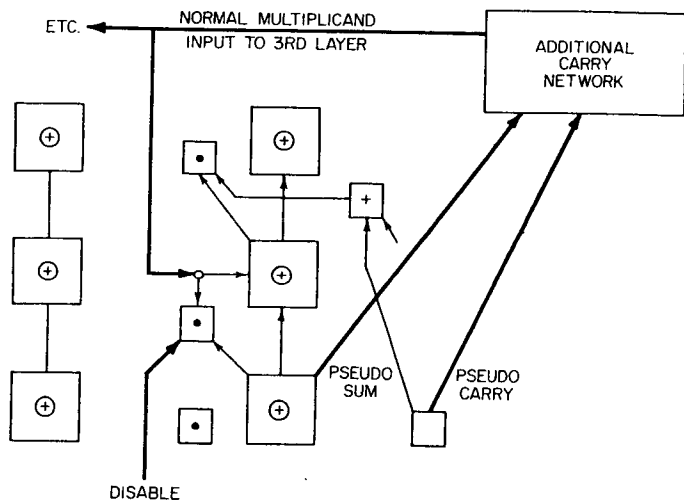 ETC.
NORMAL MULTIPLICAND
INPUT TO 3RD LAYER
ADDITIONAL
CARRY
NETWORK
+
+
•
+
+
+
•
+
+
•
PSEUDO
SUM
PSEUDO
CARRY
DISABLE